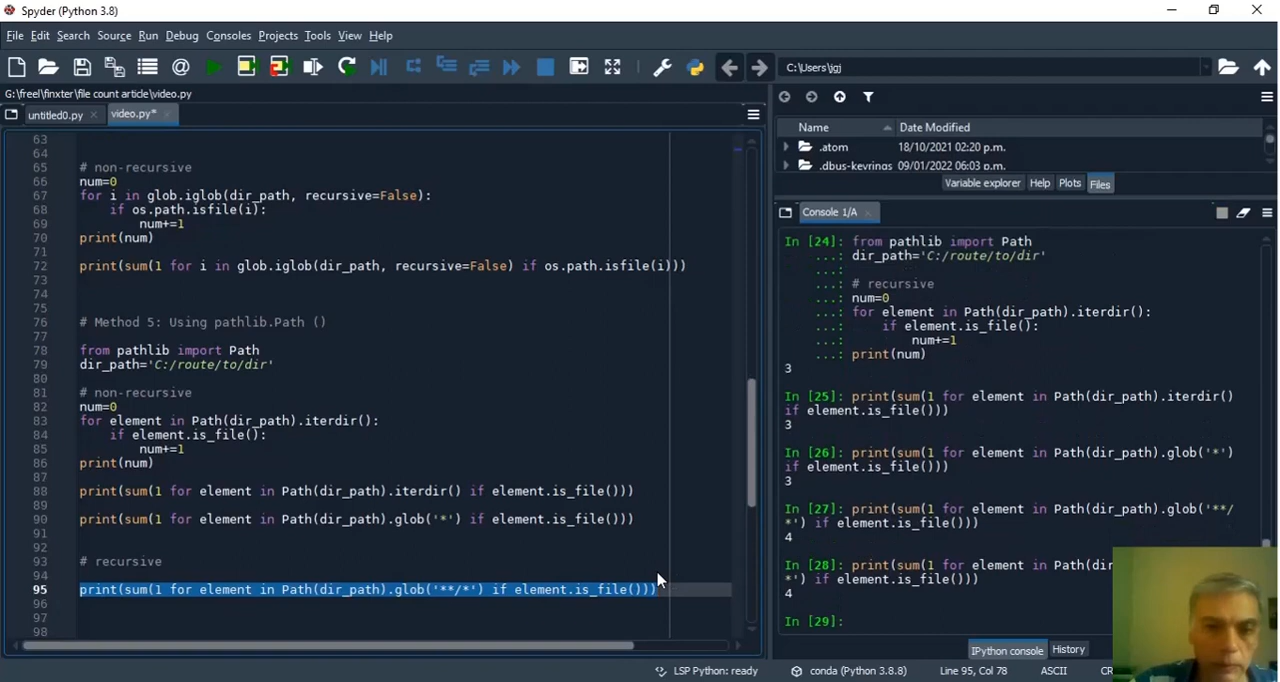 Spyder (Python 3.8)
File Edit Search Source Run Debug Consoles Projects Tools View Help
C:\Users\jgj
G:\freel\finxter\file count article\video.py
untitled0.py
video.py*
63
64
65 # non-recursive
66 num=0
67 for i in glob.iglob(dir_path, recursive=False):
68     if os.path.isfile(i):
69         num+=1
70 print(num)
71
72 print(sum(1 for i in glob.iglob(dir_path, recursive=False) if os.path.isfile(i)))
73
74
75
76 # Method 5: Using pathlib.Path ()
77
78 from pathlib import Path
79 dir_path='C:/route/to/dir'
80
81 # non-recursive
82 num=0
83 for element in Path(dir_path).iterdir():
84     if element.is_file():
85         num+=1
86 print(num)
87
88 print(sum(1 for element in Path(dir_path).iterdir() if element.is_file()))
89
90 print(sum(1 for element in Path(dir_path).glob('*') if element.is_file()))
91
92
93 # recursive
94
95 print(sum(1 for element in Path(dir_path).glob('**/*') if element.is_file()))
96
97
98
Name Date Modified
.atom 18/10/2021 02:20 p.m.
.dbus-keyrings 09/01/2022 06:03 p.m.
Variable explorer Help Plots Files
Console 1/A
In [24]: from pathlib import Path
...: dir_path='C:/route/to/dir'
...:
...: # recursive
...: num=0
...: for element in Path(dir_path).iterdir():
...:     if element.is_file():
...:         num+=1
...: print(num)
3
In [25]: print(sum(1 for element in Path(dir_path).iterdir()
if element.is_file()))
3
In [26]: print(sum(1 for element in Path(dir_path).glob('*')
if element.is_file()))
3
In [27]: print(sum(1 for element in Path(dir_path).glob('**/
*') if element.is_file()))
4
In [28]: print(sum(1 for element in Path(d
*') if element.is_file()))
4
In [29]:
IPython console History
LSP Python: ready conda (Python 3.8.8) Line 95, Col 78 ASCII CR